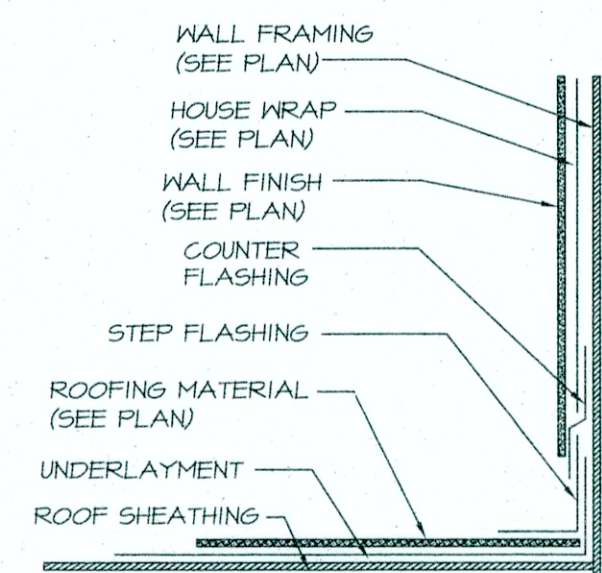 WALL FRAMING
(SEE PLAN)
HOUSE WRAP
(SEE PLAN)
WALL FINISH
(SEE PLAN)
COUNTER
FLASHING
STEP FLASHING
ROOFING MATERIAL
(SEE PLAN)
UNDERLAYMENT
ROOF SHEATHING